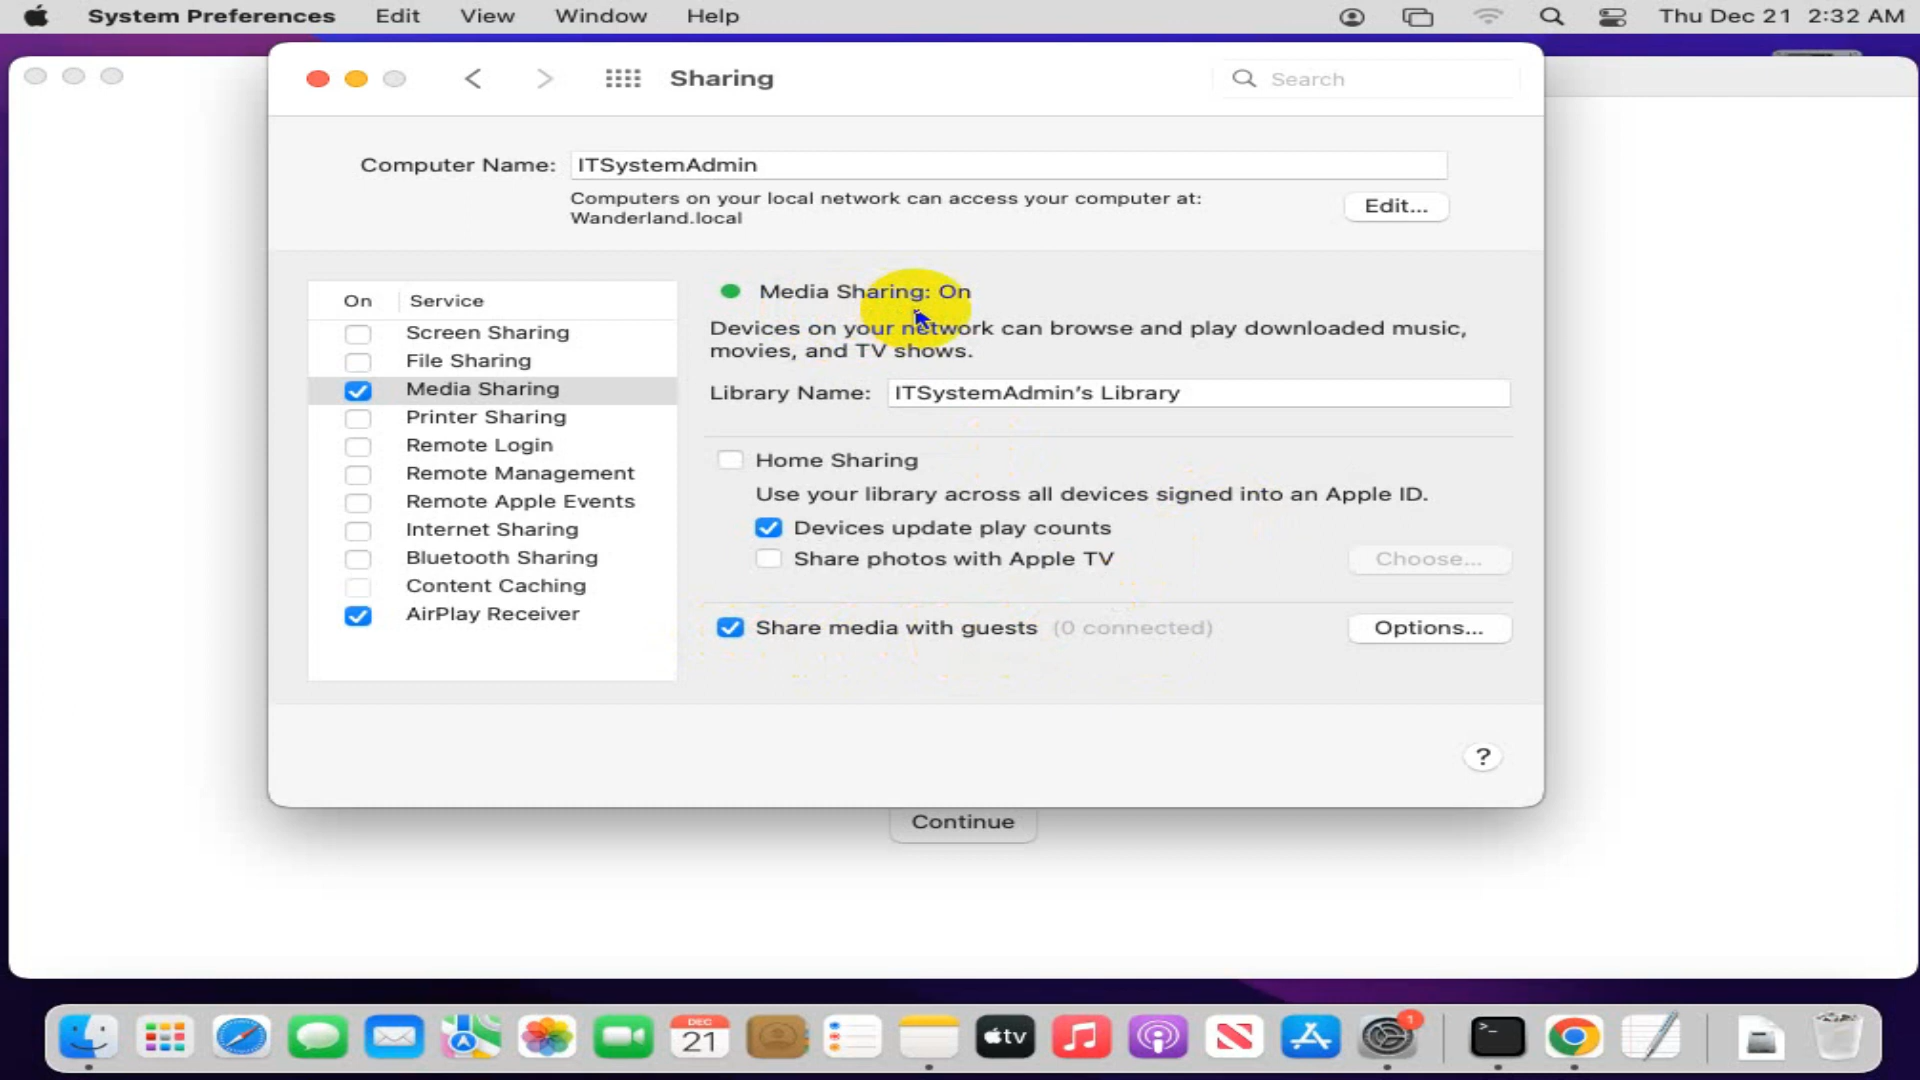 System Preferences Edit View Window Help Thu Dec 21 2:32 AM
Sharing
Search
Computer Name: ITSystemAdmin
Computers on your local network can access your computer at:
Wanderland.local
Edit...
On Service
Screen Sharing
File Sharing
Media Sharing
Printer Sharing
Remote Login
Remote Management
Remote Apple Events
Internet Sharing
Bluetooth Sharing
Content Caching
AirPlay Receiver
Media Sharing: On
Devices on your network can browse and play downloaded music,
movies, and TV shows.
Library Name: ITSystemAdmin's Library
Home Sharing
Use your library across all devices signed into an Apple ID.
Devices update play counts
Share photos with Apple TV Choose...
Share media with guests (0 connected) Options...
?
Continue
DEC
21
tv
1
>_